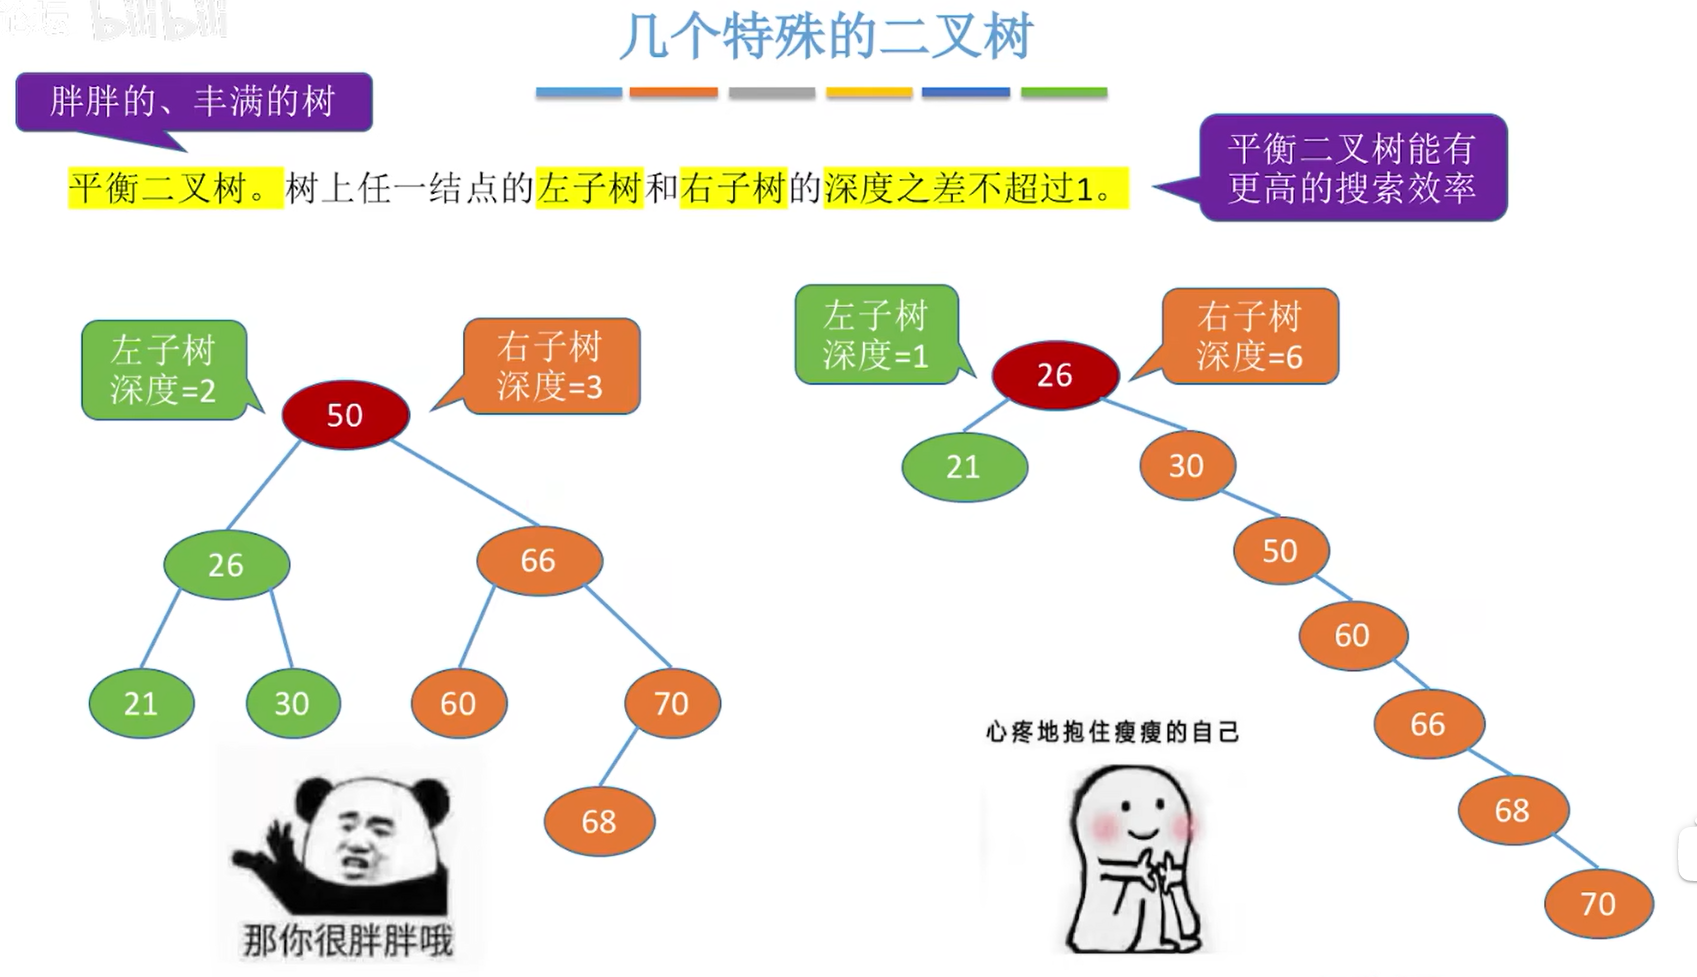 bilibili
几个特殊的二叉树
胖胖的、丰满的树
平衡二叉树能有
更高的搜索效率
平衡二叉树。树上任一结点的左子树和右子树的深度之差不超过1。
左子树
深度=2
右子树
深度=3
50
26
66
21
30
60
70
68
那你很胖胖哦
左子树
深度=1
右子树
深度=6
26
21
30
50
60
66
68
70
心疼地抱住瘦瘦的自己